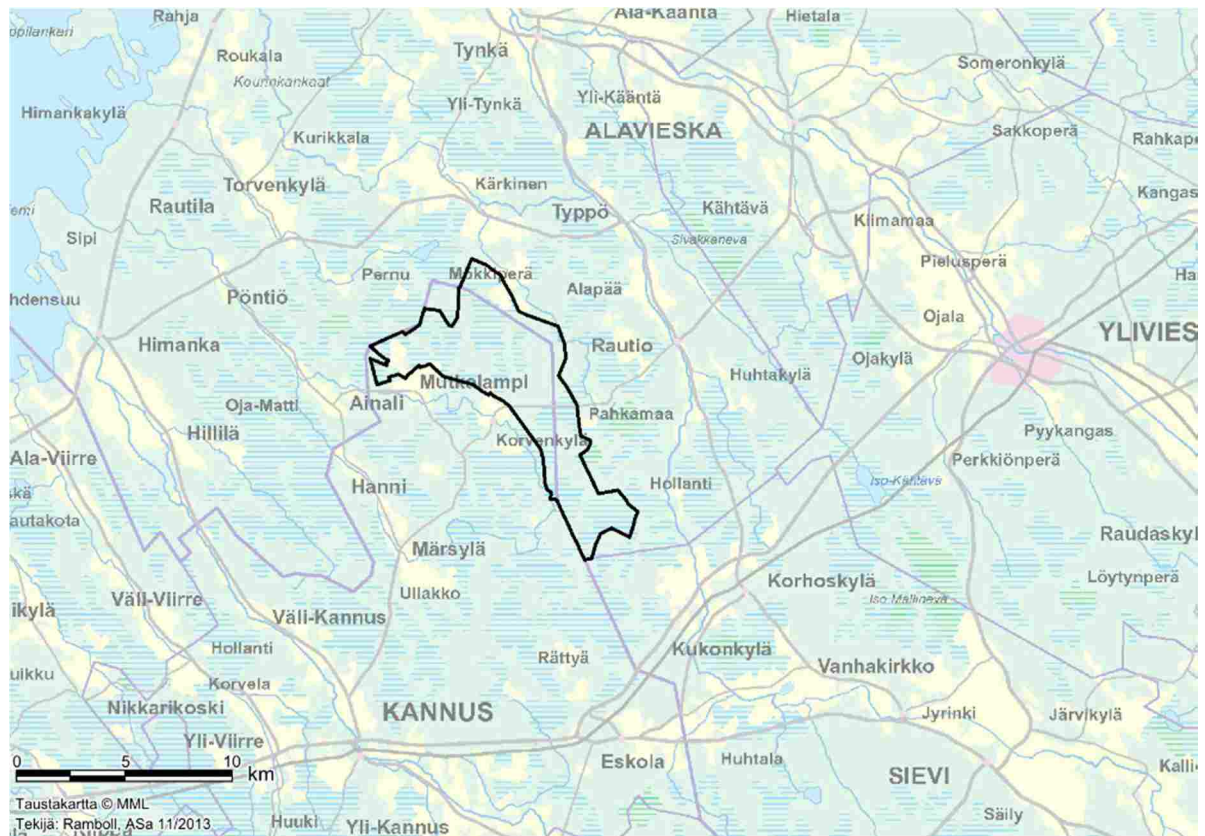 Rahja
Ala-Kääntä
Hietala
Roukala
Tynkä
Someronkylä
Kourinkankaat
Himankakylä
Yli-Tynkä
Yli-Kääntä
ALAVIESKA
Sakkoperä
Kurikkala
Torvenkylä
Kärkinen
Rautila
Typpö
Kähtävä
Kangas
Kiimamaa
Sipi
Sivakkaneva
Pielusperä
Pernu
Mökkiperä
Alapää
Pöntiö
Ojala
Himanka
Rautio
YLIVIES
Ojakylä
Huhtakylä
Mutkalampi
Oja-Matti
Ainali
Pahkamaa
Hillilä
Korvenkylä
Pyykangas
Ala-Viirre
Perkkiönperä
Hanni
Hollanti
Iso-Kähtävä
Märsylä
Raudaskyl
Väli-Viirre
Ullakko
Korhoskylä
Löytynperä
Iso Mällineva
Väli-Kannus
Hollanti
Rättyä
Kukonkylä
Vanhakirkko
Korvela
Nikkarikoski
KANNUS
Jyrinki
Järvikylä
Yli-Viirre
Eskola
Huhtala
SIEVI
Kalli
0 5 10 km
Säily
Taustakartta © MML
Tekijä: Ramboll, ASa 11/2013
Huuki
Yli-Kannus